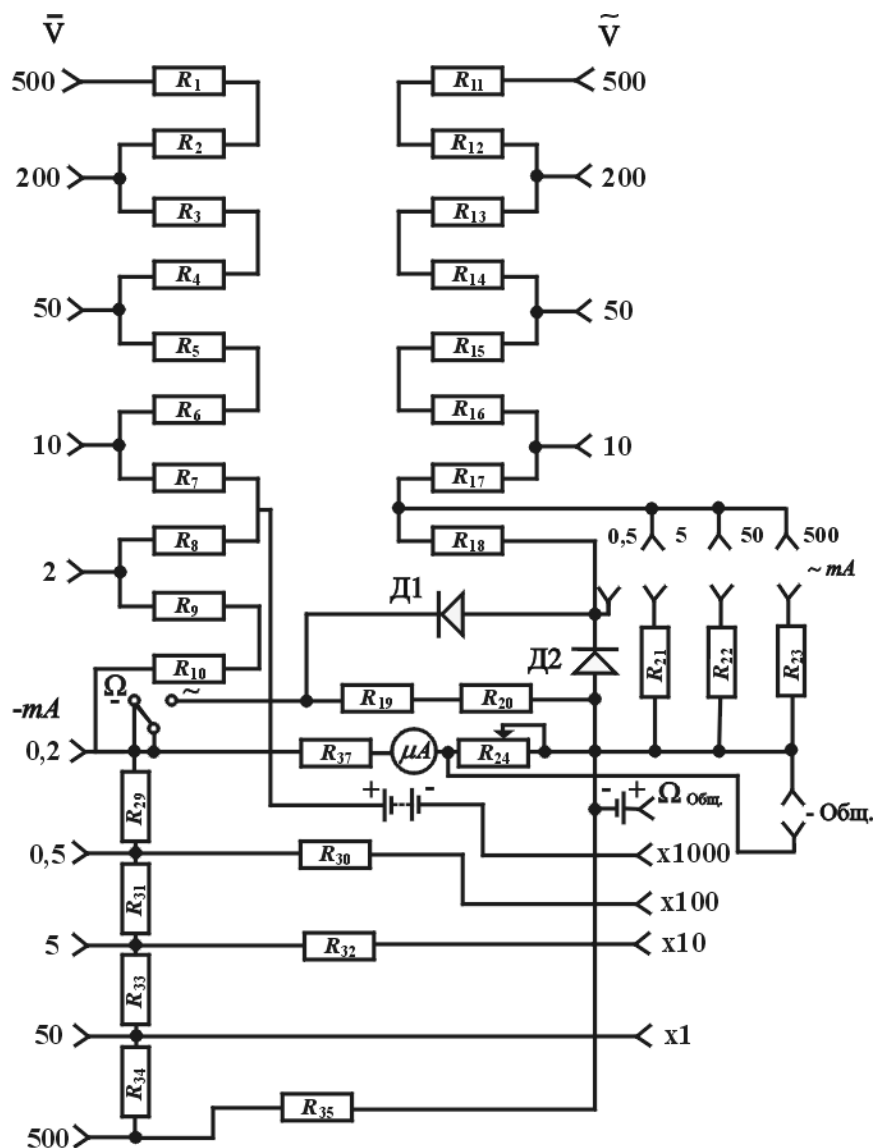 V̄ Ṽ
500 R1 R11 500
R2 R12
200 200
R3 R13
R4 R14
50 50
R5 R15
R6 R16
10 10
R7 R17
R8 R18 0,5 5 50 500
2 ~ mA
R9 Д1
R10 Д2 R21 R22 R23
Ω - ~ R19 R20
-mA
0,2 R37 μA R24
R29 + - - + Ω Общ. - Общ.
0,5 R30 x1000
R31 x100
5 R32 x10
R33
50 x1
R34
R35
500